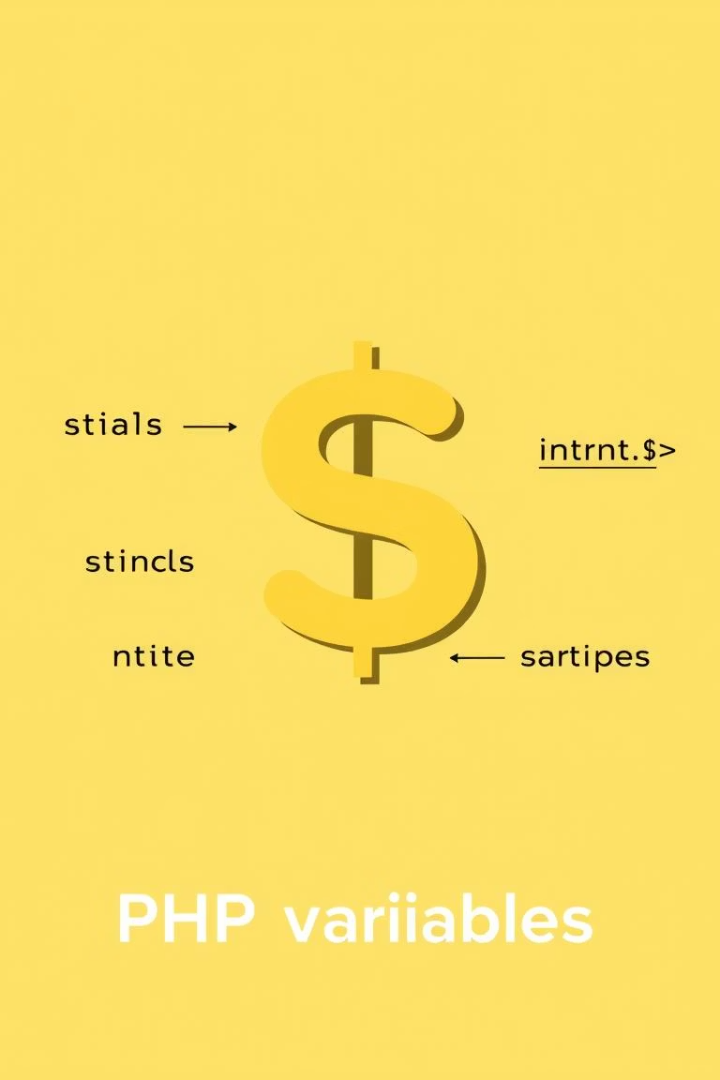 stials
intrnt.$>
stincls
ntite
sartipes
$
PHP variiables